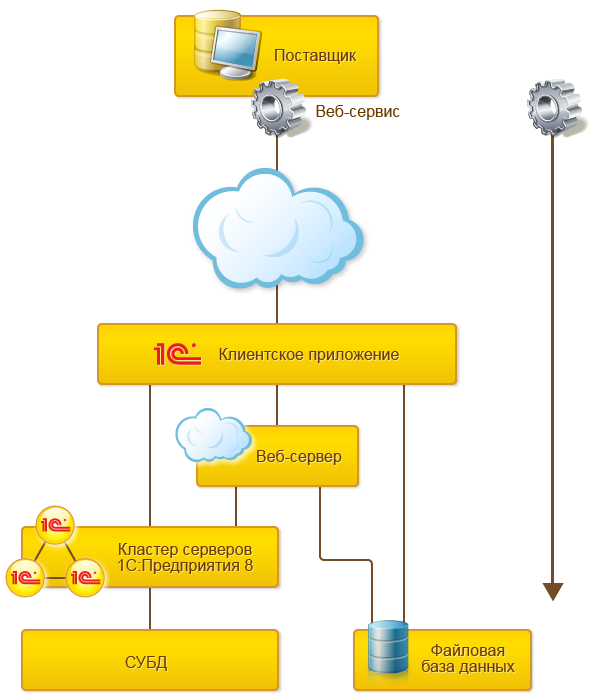 Поставщик
Веб-сервис
1С Клиентское приложение
Веб-сервер
1С
Кластер серверов
1С:Предприятия 8
1С 1С
СУБД
Файловая
база данных